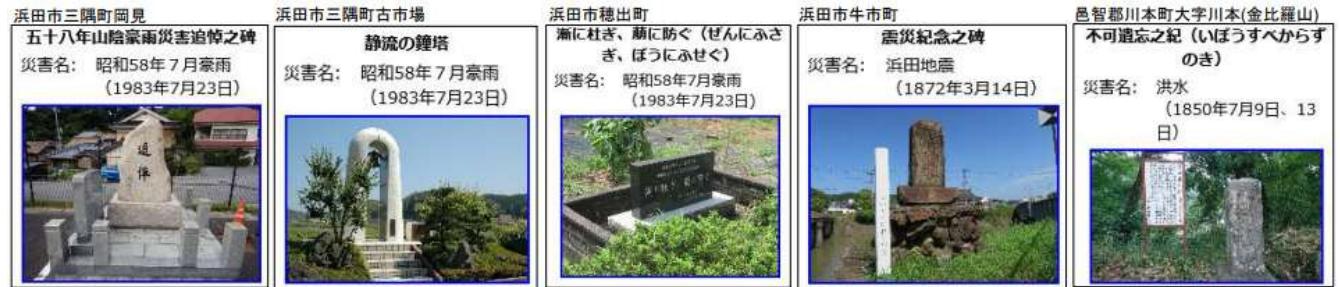 浜田市三隅町岡見
五十八年山陰豪雨災害追悼之碑
災害名: 昭和58年7月豪雨
(1983年7月23日)
追悼
浜田市三隅町古市場
静流の鐘塔
災害名: 昭和58年7月豪雨
(1983年7月23日)
浜田市穂出町
漸に杜ぎ、萠に防ぐ(ぜんにふさ
ぎ、ぼうにふせぐ)
災害名: 昭和58年7月豪雨
(1983年7月23日)
浜田市牛市町
震災紀念之碑
災害名: 浜田地震
(1872年3月14日)
邑智郡川本町大字川本(金比羅山)
不可遺忘之紀(いぼうすべからず
のき)
災害名: 洪水
(1850年7月9日、13
日)